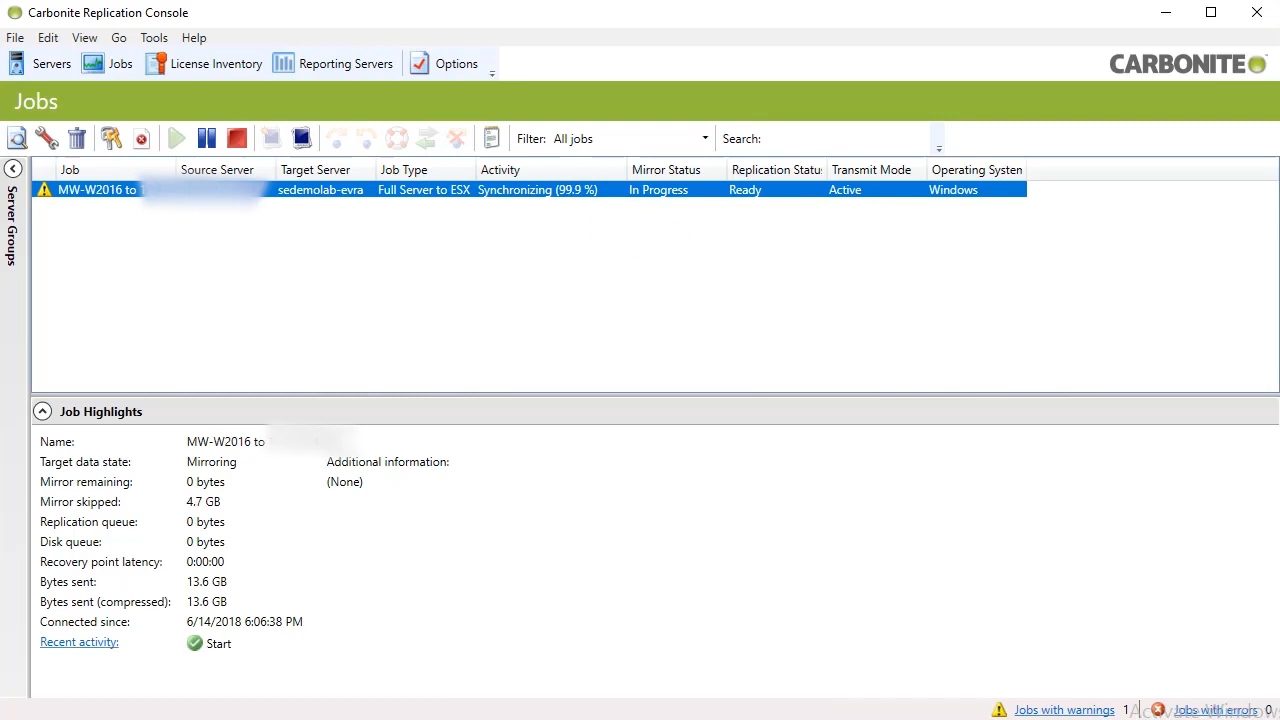 Carbonite Replication Console
File Edit View Go Tools Help
Servers Jobs License Inventory Reporting Servers Options
CARBONITE
Jobs
Filter: All jobs Search:
Server Groups
Job Source Server Target Server Job Type Activity Mirror Status Replication Statu: Transmit Mode Operating System
MW-W2016 to sedemolab-evra Full Server to ESX Synchronizing (99.9 %) In Progress Ready Active Windows
Job Highlights
Name: MW-W2016 to
Target data state: Mirroring Additional information:
Mirror remaining: 0 bytes (None)
Mirror skipped: 4.7 GB
Replication queue: 0 bytes
Disk queue: 0 bytes
Recovery point latency: 0:00:00
Bytes sent: 13.6 GB
Bytes sent (compressed): 13.6 GB
Connected since: 6/14/2018 6:06:38 PM
Recent activity: Start
Jobs with warnings 1 Jobs with errors 0
Activate Windows